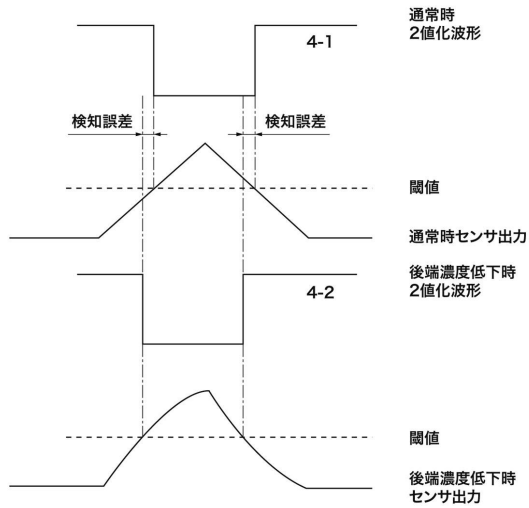 通常時
2値化波形
4-1
検知誤差
検知誤差
閾値
通常時センサ出力
後端濃度低下時
2値化波形
4-2
閾値
後端濃度低下時
センサ出力